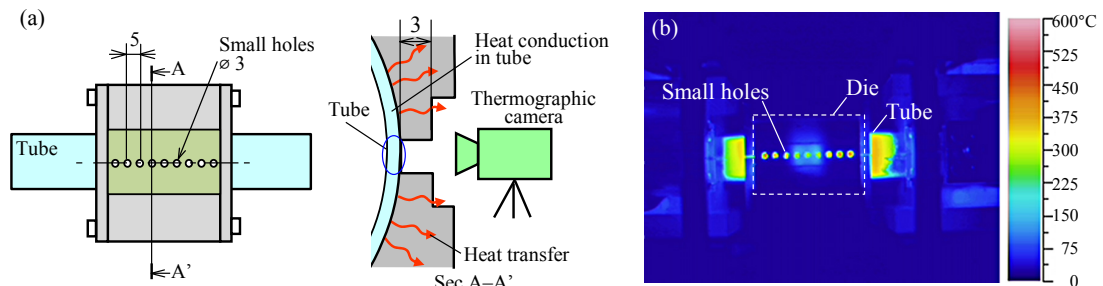 (a)
5
Small holes
⌀ 3
A
Tube
A'
3
Heat conduction
in tube
Tube
Thermographic
camera
Heat transfer
Sec A–A'
(b)
Small holes
Die
Tube
600°C
525
450
375
300
225
150
75
0